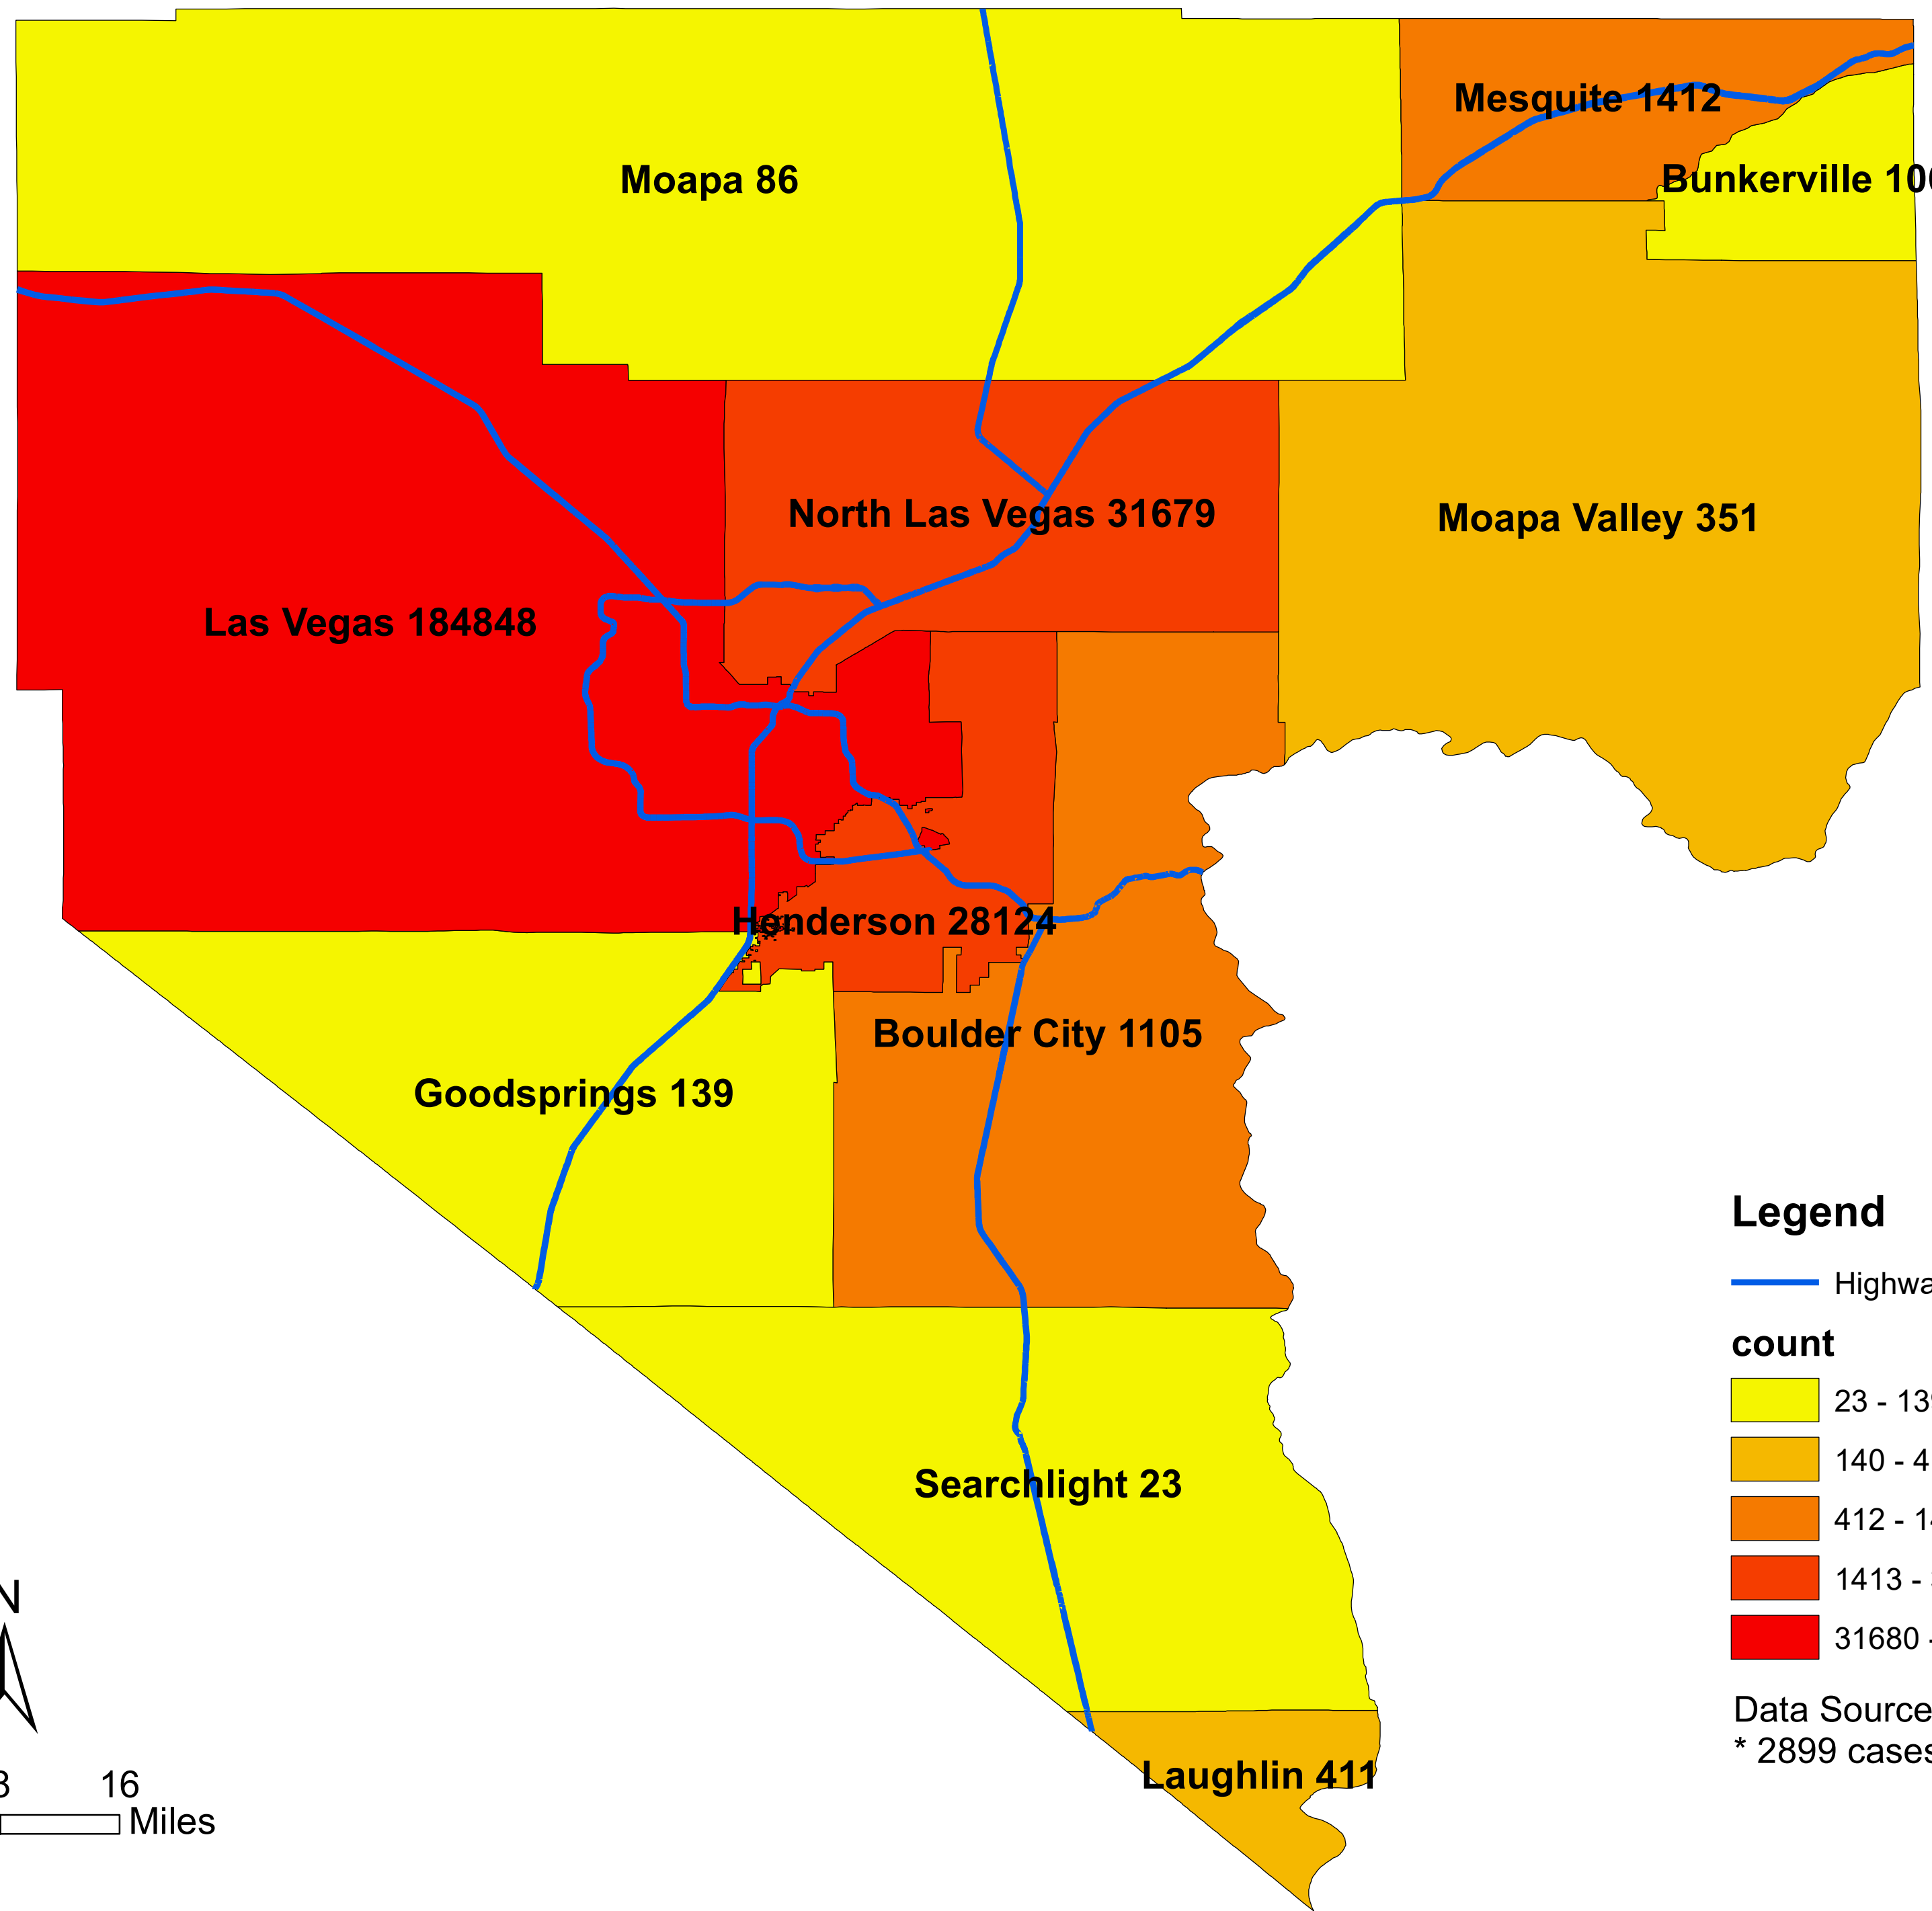 Mesquite 1412
Moapa 86
Bunkerville 10
North Las Vegas 31679
Moapa Valley 351
Las Vegas 184848
Henderson 28124
Boulder City 1105
Goodsprings 139
Legend
Highwa
count
23 - 13
140 - 4
412 - 1
1413 -
31680 -
Searchlight 23
N
16
Miles
Data Source
* 2899 cases
Laughlin 411